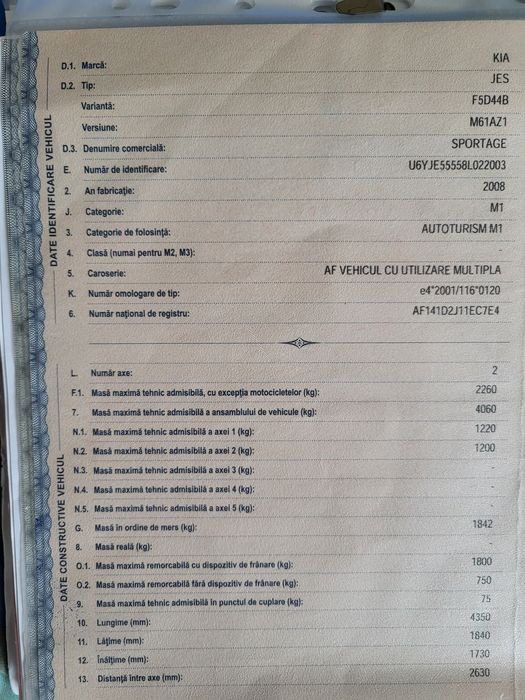 DATE IDENTIFICARE VEHICUL
D.1. Marcă: KIA
D.2. Tip: JES
Variantă: F5D44B
Versiune: M61AZ1
D.3. Denumire comercială: SPORTAGE
E. Număr de identificare: U6YJE55558L022003
2. An fabricație: 2008
J. Categorie: M1
3. Categorie de folosință: AUTOTURISM M1
4. Clasă (numai pentru M2, M3): -
5. Caroserie: AF VEHICUL CU UTILIZARE MULTIPLA
K. Număr omologare de tip: e4*2001/116*0120
6. Număr național de registru: AF141D2J11EC7E4
DATE CONSTRUCTIVE VEHICUL
L. Număr axe: 2
F.1. Masă maximă tehnic admisibilă, cu excepția motocicletelor (kg): 2260
7. Masă maximă tehnic admisibilă a ansamblului de vehicule (kg): 4060
N.1. Masă maximă tehnic admisibilă a axei 1 (kg): 1220
N.2. Masă maximă tehnic admisibilă a axei 2 (kg): 1200
N.3. Masă maximă tehnic admisibilă a axei 3 (kg): -
N.4. Masă maximă tehnic admisibilă a axei 4 (kg): -
N.5. Masă maximă tehnic admisibilă a axei 5 (kg): -
G. Masă în ordine de mers (kg): 1842
8. Masă reală (kg): -
O.1. Masă maximă remorcabilă cu dispozitiv de frânare (kg): 1800
O.2. Masă maximă remorcabilă fără dispozitiv de frânare (kg): 750
9. Masă maximă tehnic admisibilă în punctul de cuplare (kg): 75
10. Lungime (mm): 4350
11. Lățime (mm): 1840
12. Înălțime (mm): 1730
13. Distanță între axe (mm): 2630